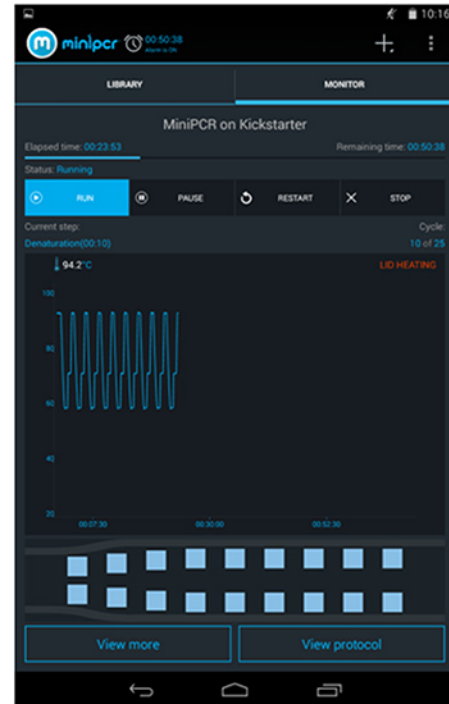 10:16
m minipcr 00:50:38
Alarm is ON
LIBRARY MONITOR
MiniPCR on Kickstarter
Elapsed time: 00:23:53 Remaining time: 00:50:38
Status: Running
RUN PAUSE RESTART STOP
Current step: Cycle:
Denaturation(00:10) 10 of 25
94.2°C LID HEATING
100
80
60
40
20
00:07:30 00:30:00 00:52:30
View more View protocol